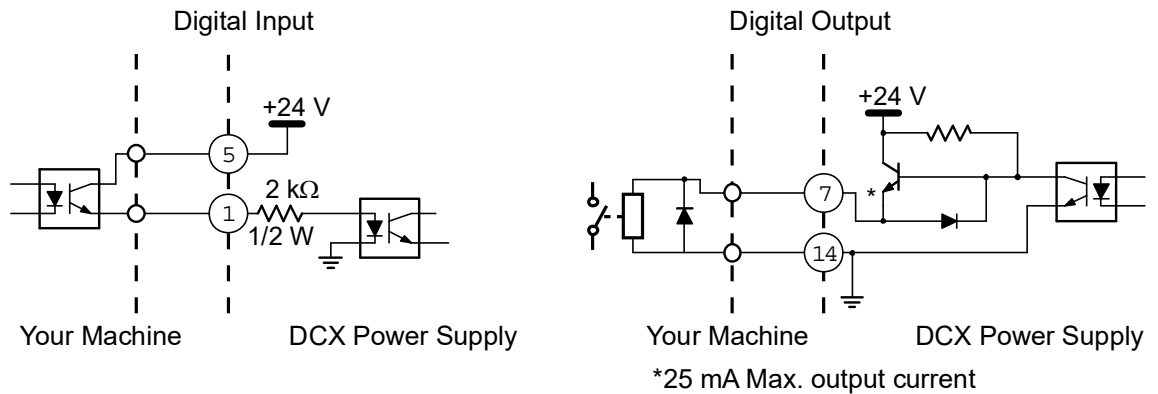 Digital Input
Digital Output
+24 V
5
2 kΩ
1
1/2 W
Your Machine
DCX Power Supply
+24 V
7
*
14
Your Machine
DCX Power Supply
*25 mA Max. output current